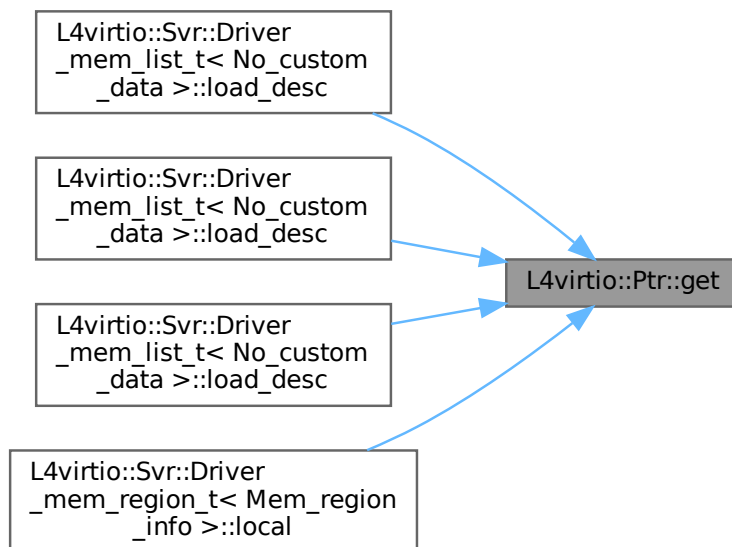 L4virtio::Svr::Driver
_mem_list_t< No_custom
_data >::load_desc
L4virtio::Svr::Driver
_mem_list_t< No_custom
_data >::load_desc
L4virtio::Ptr::get
L4virtio::Svr::Driver
_mem_list_t< No_custom
_data >::load_desc
L4virtio::Svr::Driver
_mem_region_t< Mem_region
_info >::local